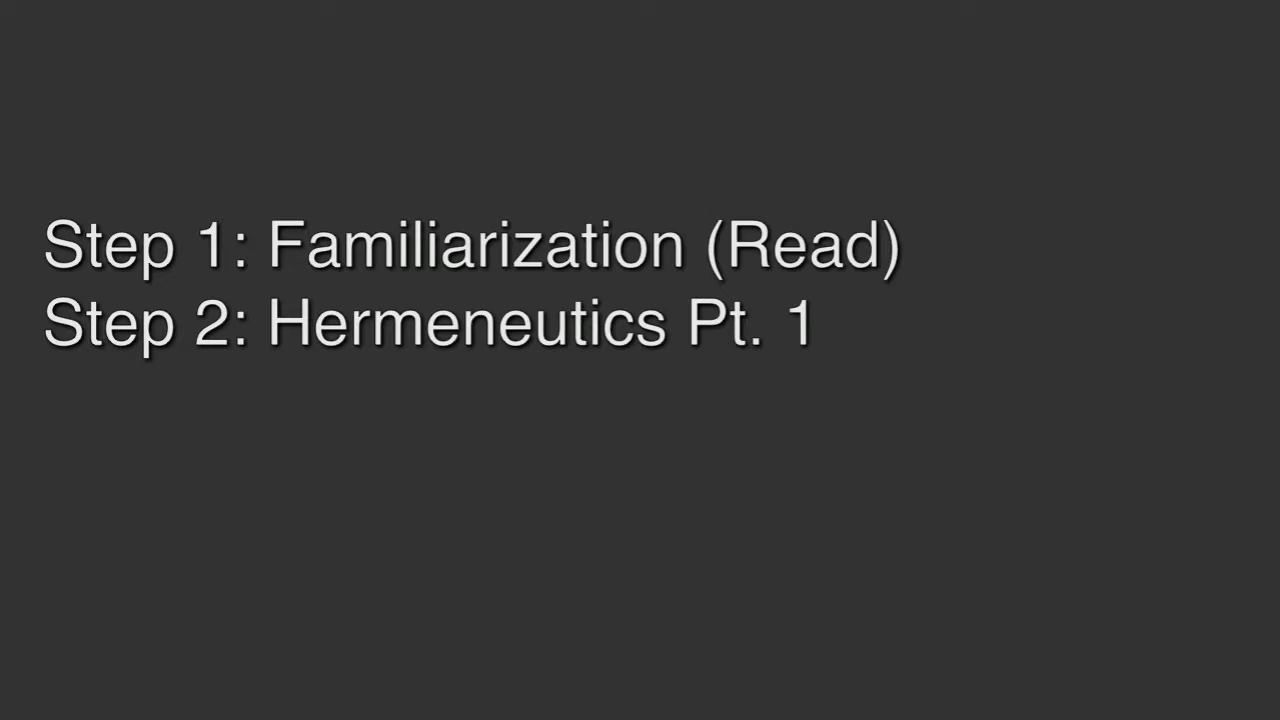 Step 1: Familiarization (Read)
Step 2: Hermeneutics Pt. 1